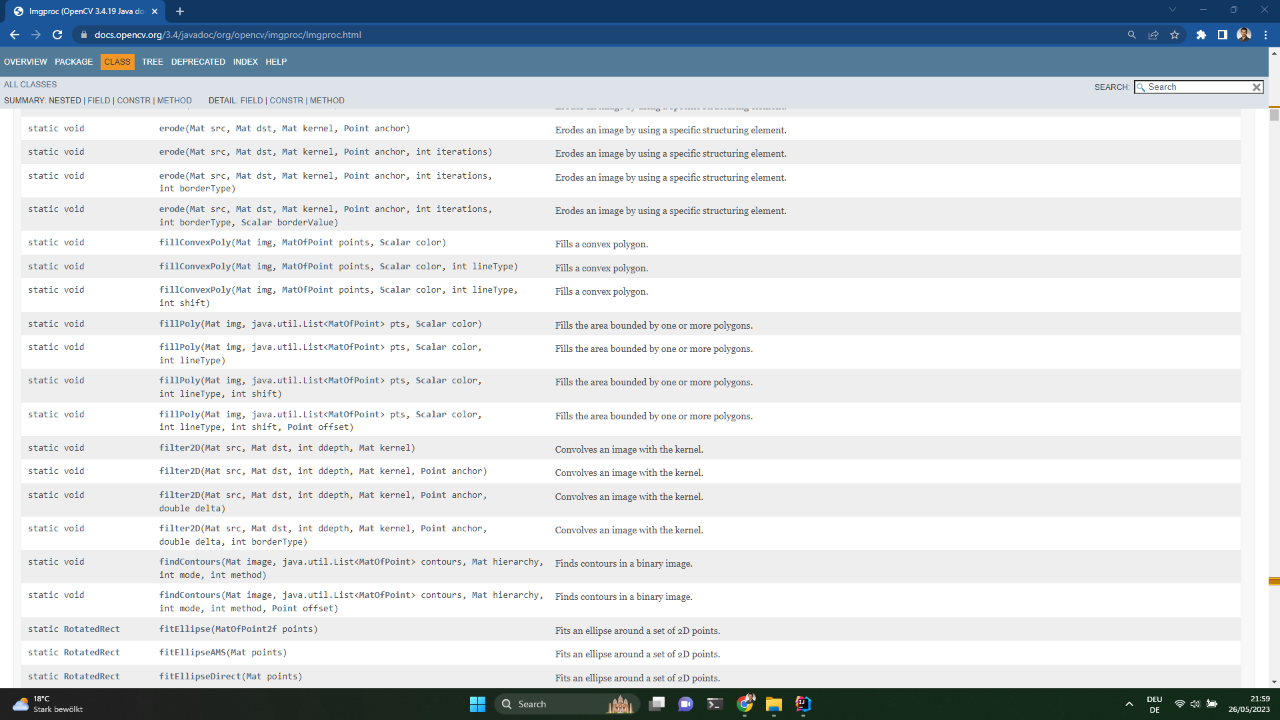 Imgproc (OpenCV 3.4.19 Java do
docs.opencv.org/3.4/javadoc/org/opencv/imgproc/Imgproc.html
OVERVIEW PACKAGE CLASS TREE DEPRECATED INDEX HELP
ALL CLASSES
SEARCH: Search
SUMMARY: NESTED | FIELD | CONSTR | METHOD DETAIL: FIELD | CONSTR | METHOD
static void erode(Mat src, Mat dst, Mat kernel, Point anchor) Erodes an image by using a specific structuring element.
static void erode(Mat src, Mat dst, Mat kernel, Point anchor, int iterations) Erodes an image by using a specific structuring element.
static void erode(Mat src, Mat dst, Mat kernel, Point anchor, int iterations, Erodes an image by using a specific structuring element.
int borderType)
static void erode(Mat src, Mat dst, Mat kernel, Point anchor, int iterations, Erodes an image by using a specific structuring element.
int borderType, Scalar borderValue)
static void fillConvexPoly(Mat img, MatOfPoint points, Scalar color) Fills a convex polygon.
static void fillConvexPoly(Mat img, MatOfPoint points, Scalar color, int lineType) Fills a convex polygon.
static void fillConvexPoly(Mat img, MatOfPoint points, Scalar color, int lineType, Fills a convex polygon.
int shift)
static void fillPoly(Mat img, java.util.List<MatOfPoint> pts, Scalar color) Fills the area bounded by one or more polygons.
static void fillPoly(Mat img, java.util.List<MatOfPoint> pts, Scalar color, Fills the area bounded by one or more polygons.
int lineType)
static void fillPoly(Mat img, java.util.List<MatOfPoint> pts, Scalar color, Fills the area bounded by one or more polygons.
int lineType, int shift)
static void fillPoly(Mat img, java.util.List<MatOfPoint> pts, Scalar color, Fills the area bounded by one or more polygons.
int lineType, int shift, Point offset)
static void filter2D(Mat src, Mat dst, int ddepth, Mat kernel) Convolves an image with the kernel.
static void filter2D(Mat src, Mat dst, int ddepth, Mat kernel, Point anchor) Convolves an image with the kernel.
static void filter2D(Mat src, Mat dst, int ddepth, Mat kernel, Point anchor, Convolves an image with the kernel.
double delta)
static void filter2D(Mat src, Mat dst, int ddepth, Mat kernel, Point anchor, Convolves an image with the kernel.
double delta, int borderType)
static void findContours(Mat image, java.util.List<MatOfPoint> contours, Mat hierarchy, Finds contours in a binary image.
int mode, int method)
static void findContours(Mat image, java.util.List<MatOfPoint> contours, Mat hierarchy, Finds contours in a binary image.
int mode, int method, Point offset)
static RotatedRect fitEllipse(MatOfPoint2f points) Fits an ellipse around a set of 2D points.
static RotatedRect fitEllipseAMS(Mat points) Fits an ellipse around a set of 2D points.
static RotatedRect fitEllipseDirect(Mat points) Fits an ellipse around a set of 2D points.
18°C
Stark bewölkt
Search
DEU
DE
21:59
26/05/2023